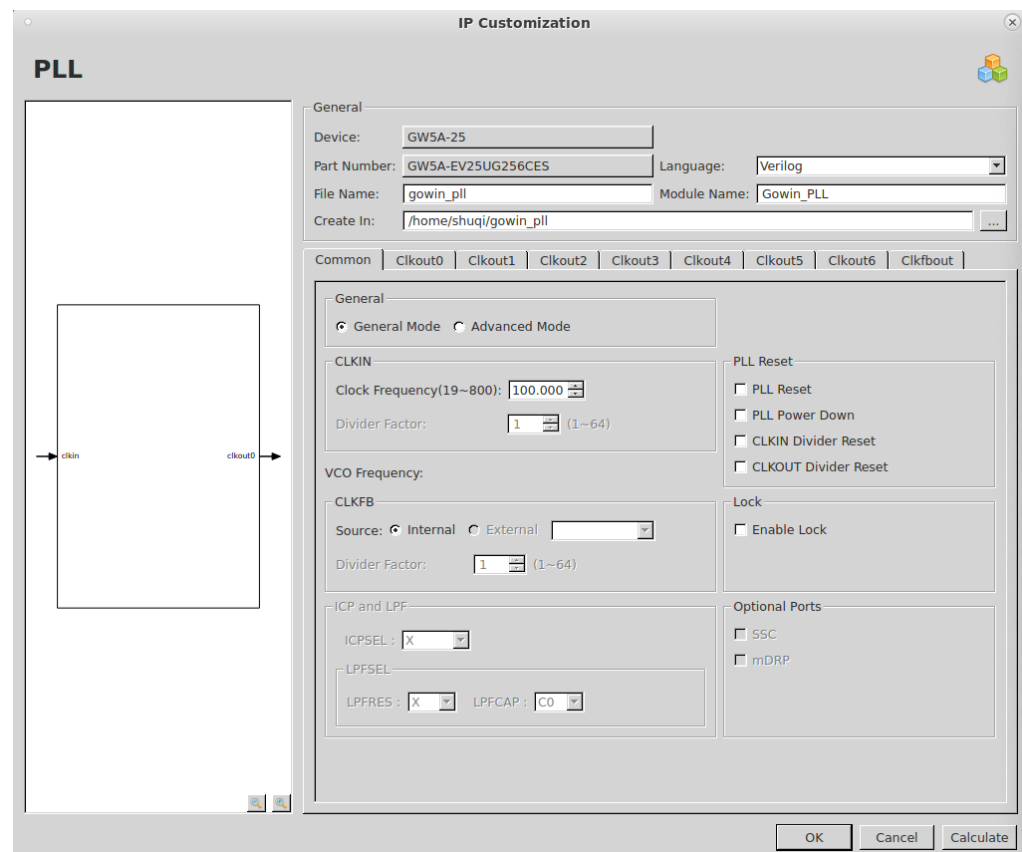 IP Customization
PLL
General
Device: GW5A-25
Part Number: GW5A-EV25UG256CES Language: Verilog
File Name: gowin_pll Module Name: Gowin_PLL
Create In: /home/shuqi/gowin_pll ...
Common Clkout0 Clkout1 Clkout2 Clkout3 Clkout4 Clkout5 Clkout6 Clkfbout
General
General Mode Advanced Mode
CLKIN
Clock Frequency(19~800): 100.000
Divider Factor: 1 (1~64)
PLL Reset
PLL Reset
PLL Power Down
CLKIN Divider Reset
CLKOUT Divider Reset
clkin clkout0
VCO Frequency:
CLKFB
Source: Internal External
Divider Factor: 1 (1~64)
Lock
Enable Lock
ICP and LPF
ICPSEL : X
LPFSEL
LPFRES : X LPFCAP : C0
Optional Ports
SSC
mDRP
OK Cancel Calculate